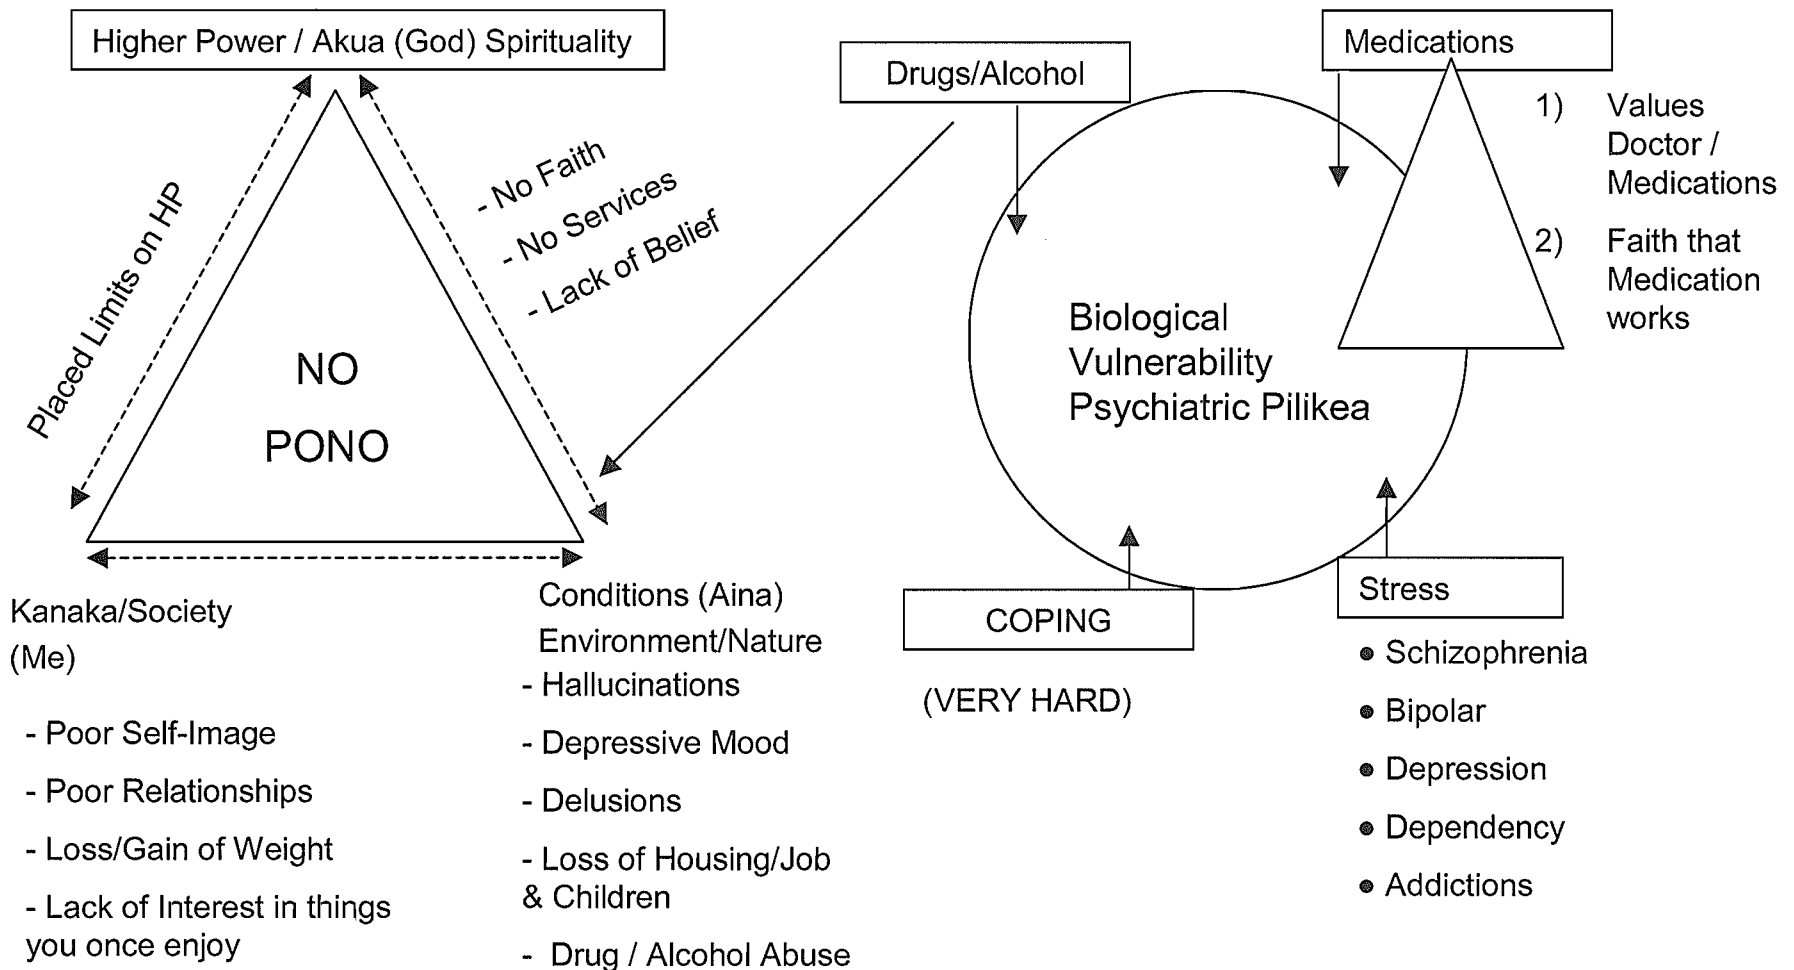 Higher Power / Akua (God) Spirituality
Placed Limits on HP
- No Faith
- No Services
- Lack of Belief
NO
PONO
Kanaka/Society
(Me)
- Poor Self-Image
- Poor Relationships
- Loss/Gain of Weight
- Lack of Interest in things
you once enjoy
Conditions (Aina)
Environment/Nature
- Hallucinations
- Depressive Mood
- Delusions
- Loss of Housing/Job
& Children
- Drug / Alcohol Abuse
Drugs/Alcohol
Medications
1) Values
Doctor /
Medications
2) Faith that
Medication
works
Biological
Vulnerability
Psychiatric Pilikea
COPING
(VERY HARD)
Stress
• Schizophrenia
• Bipolar
• Depression
• Dependency
• Addictions